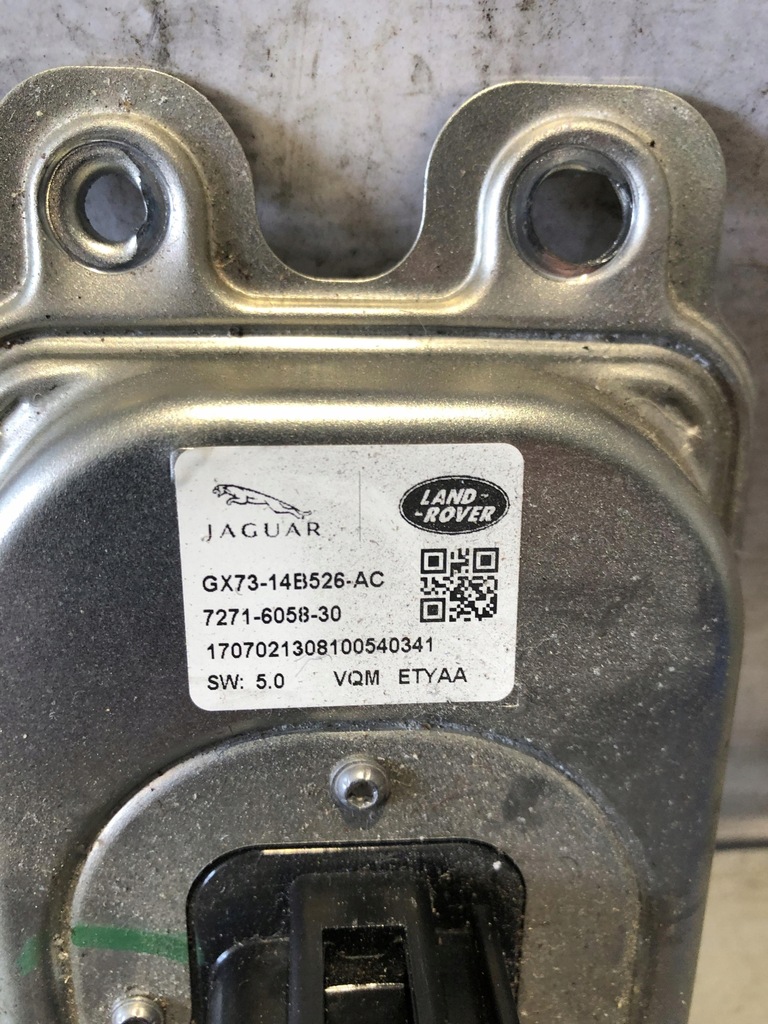 JAGUAR
LAND-
-ROVER
GX73-14B526-AC
7271-6058-30
1707021308100540341
SW: 5.0 VQM ETYAA